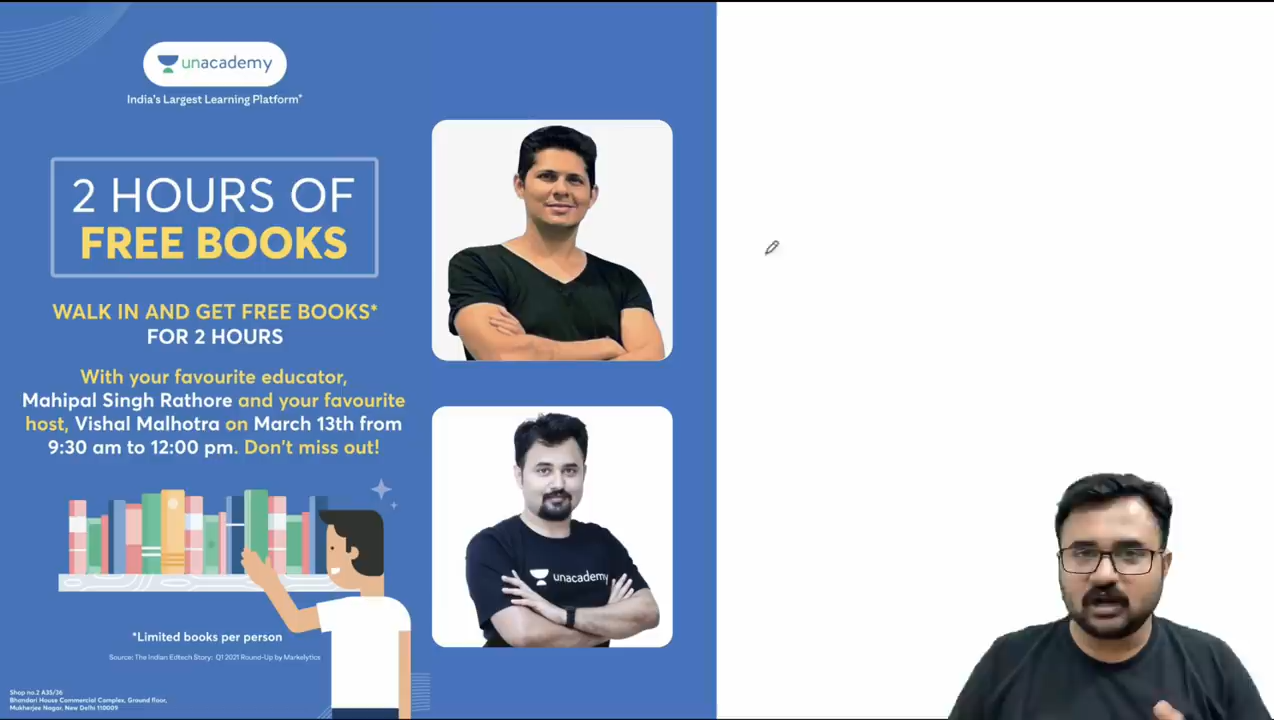 unacademy
India's Largest Learning Platform*
2 HOURS OF
FREE BOOKS
WALK IN AND GET FREE BOOKS*
FOR 2 HOURS
With your favourite educator,
Mahipal Singh Rathore and your favourite
host, Vishal Malhotra on March 13th from
9:30 am to 12:00 pm. Don't miss out!
*Limited books per person
Source: The Indian Edtech Story: Q1 2021 Round-Up by Markelytics
Shop no.2 A35/36
Bhandari House Commercial Complex, Ground floor,
Mukherjee Nagar, New Delhi 110009
unacademy